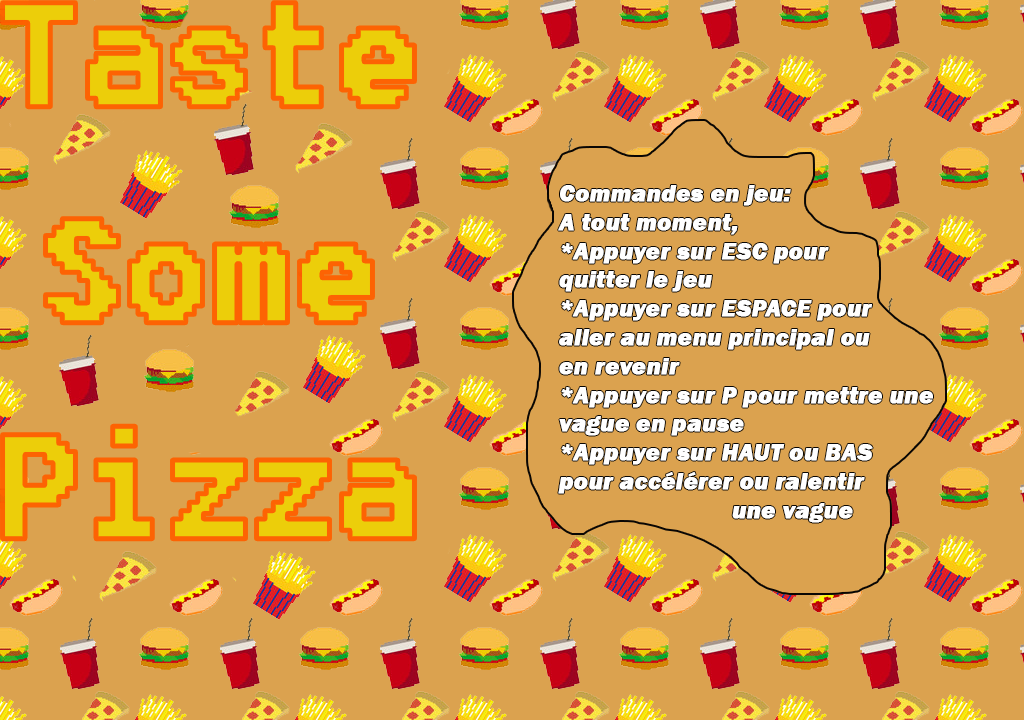 Taste
Some
Pizza
Commandes en jeu:
A tout moment,
*Appuyer sur ESC pour
quitter le jeu
*Appuyer sur ESPACE pour
aller au menu principal ou
en revenir
*Appuyer sur P pour mettre une
vague en pause
*Appuyer sur HAUT ou BAS
pour accélérer ou ralentir
une vague